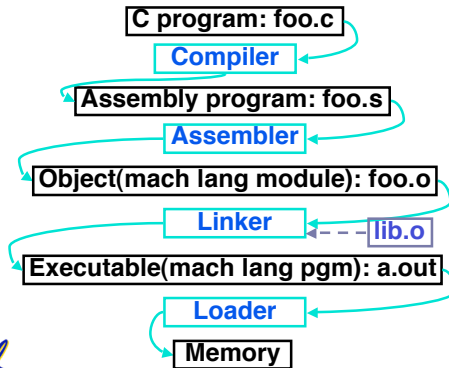 C program: foo.c
Compiler
Assembly program: foo.s
Assembler
Object(mach lang module): foo.o
Linker
lib.o
Executable(mach lang pgm): a.out
Loader
Memory